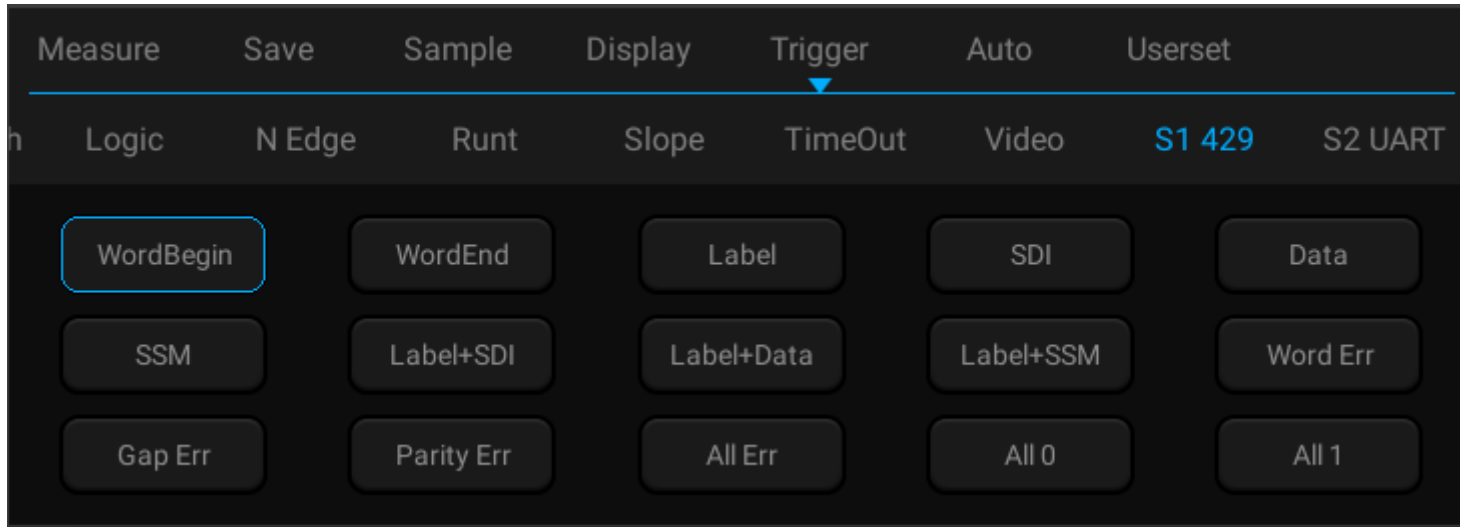 Measure Save Sample Display Trigger Auto Userset
h Logic N Edge Runt Slope TimeOut Video S1 429 S2 UART
WordBegin WordEnd Label SDI Data
SSM Label+SDI Label+Data Label+SSM Word Err
Gap Err Parity Err All Err All 0 All 1